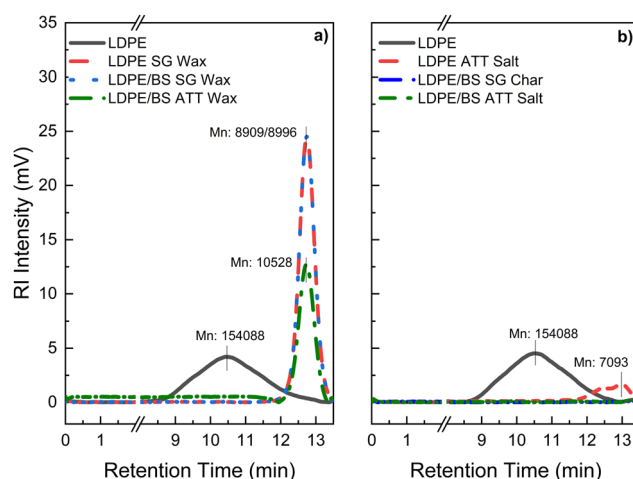 a)
LDPE
LDPE SG Wax
LDPE/BS SG Wax
LDPE/BS ATT Wax
Mn: 8909/8996
Mn: 10528
Mn: 154088
RI Intensity (mV)
35
30
25
20
15
10
5
0
0 1 9 10 11 12 13
Retention Time (min)
b)
LDPE
LDPE ATT Salt
LDPE/BS SG Char
LDPE/BS ATT Salt
Mn: 154088
Mn: 7093
0 1 9 10 11 12 13
Retention Time (min)